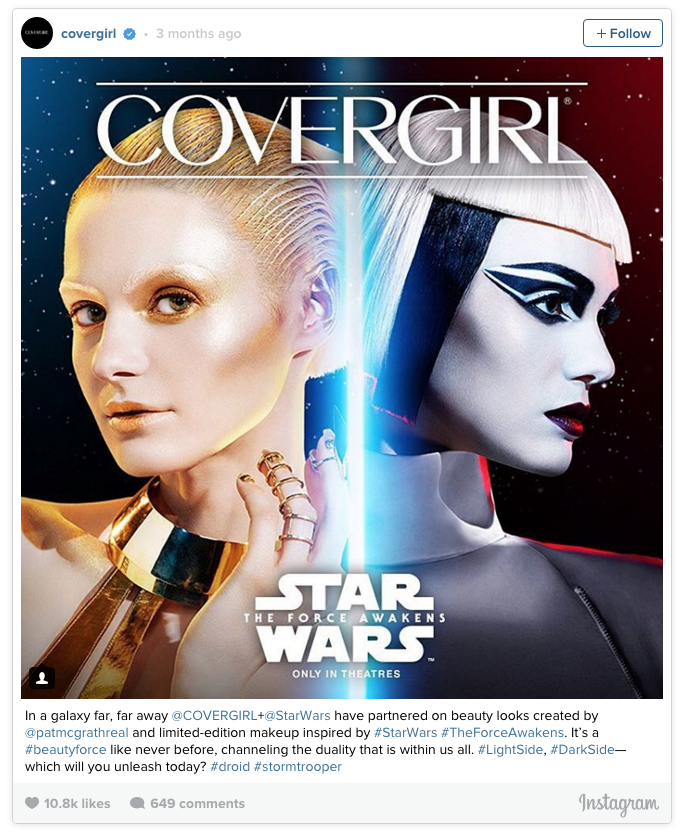 covergirl • 3 months ago
+ Follow
COVERGIRL®
STAR
THE FORCE AWAKENS
WARS™
ONLY IN THEATRES
In a galaxy far, far away @COVERGIRL+@StarWars have partnered on beauty looks created by
@patmcgrathreal and limited-edition makeup inspired by #StarWars #TheForceAwakens. It’s a
#beautyforce like never before, channeling the duality that is within us all. #LightSide, #DarkSide—
which will you unleash today? #droid #stormtrooper
10.8k likes 649 comments
Instagram